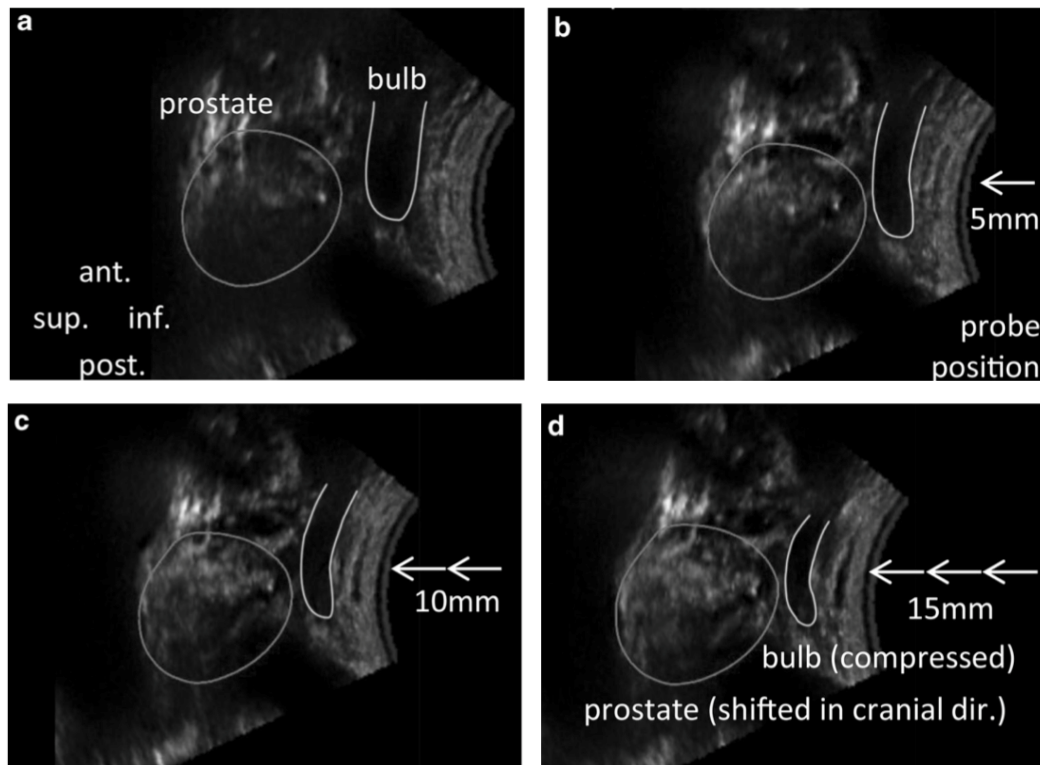 a
bulb
prostate
ant.
sup. inf.
post.
b
5mm
probe
position
c
10mm
d
15mm
bulb (compressed)
prostate (shifted in cranial dir.)